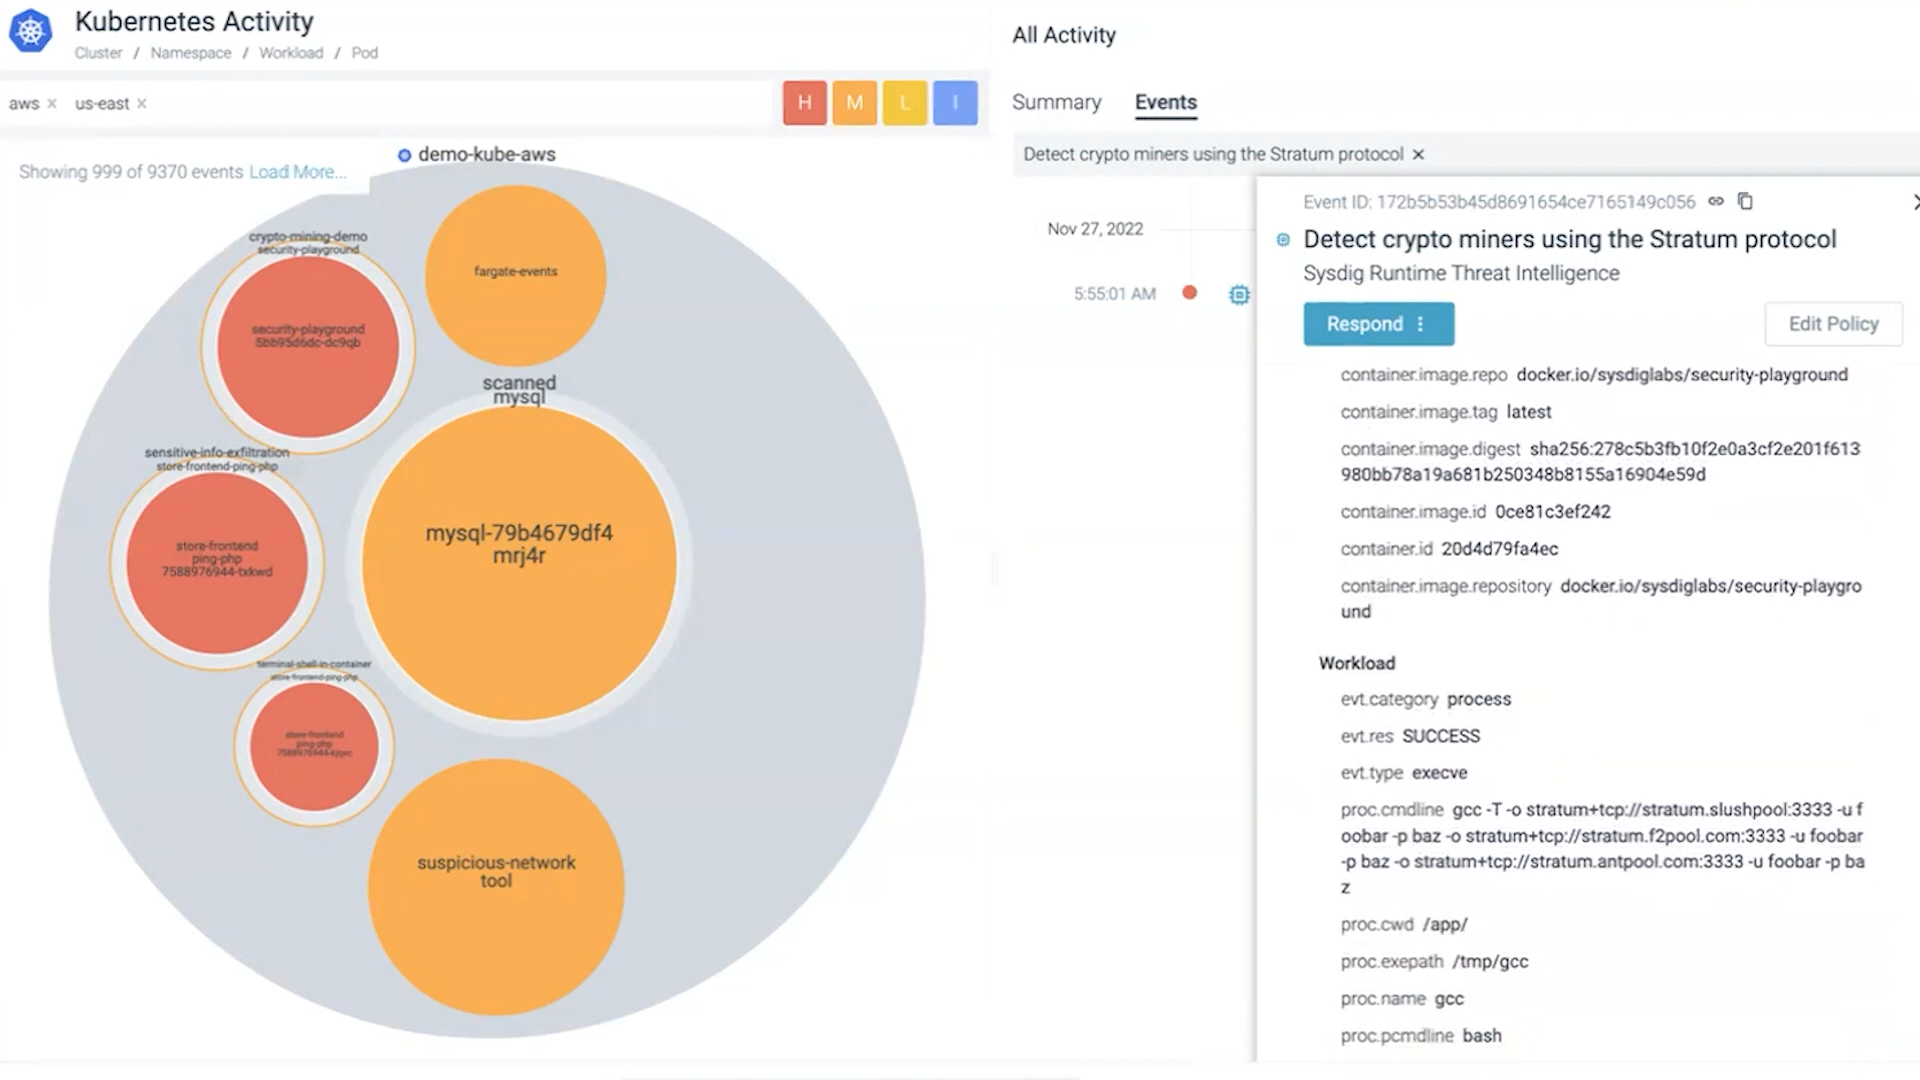 Kubernetes Activity
Cluster / Namespace / Workload / Pod
aws × us-east ×
H M L I
Showing 999 of 9370 events Load More...
demo-kube-aws
crypto-mining-demo
security-playground
security-playground
5bb95d6dc-dc9qb
fargate-events
scanned
mysql
mysql-79b4679df4
mrj4r
sensitive-info-exfiltration
store-frontend-ping-php
store-frontend
ping-php
7588976944-txkwd
terminal-shell-in-container
store-frontend-ping-php
store-frontend
ping-php
suspicious-network
tool
All Activity
Summary Events
Detect crypto miners using the Stratum protocol ×
Nov 27, 2022
5:55:01 AM
Event ID: 172b5b53b45d8691654ce7165149c056
Detect crypto miners using the Stratum protocol
Sysdig Runtime Threat Intelligence
Respond
Edit Policy
container.image.repo docker.io/sysdiglabs/security-playground
container.image.tag latest
container.image.digest sha256:278c5b3fb10f2e0a3cf2e201f613
980bb78a19a681b250348b8155a16904e59d
container.image.id 0ce81c3ef242
container.id 20d4d79fa4ec
container.image.repository docker.io/sysdiglabs/security-playgro
und
Workload
evt.category process
evt.res SUCCESS
evt.type execve
proc.cmdline gcc -T -o stratum+tcp://stratum.slushpool:3333 -u f
oobar -p baz -o stratum+tcp://stratum.f2pool.com:3333 -u foobar
-p baz -o stratum+tcp://stratum.antpool.com:3333 -u foobar -p ba
z
proc.cwd /app/
proc.exepath /tmp/gcc
proc.name gcc
proc.pcmdline bash